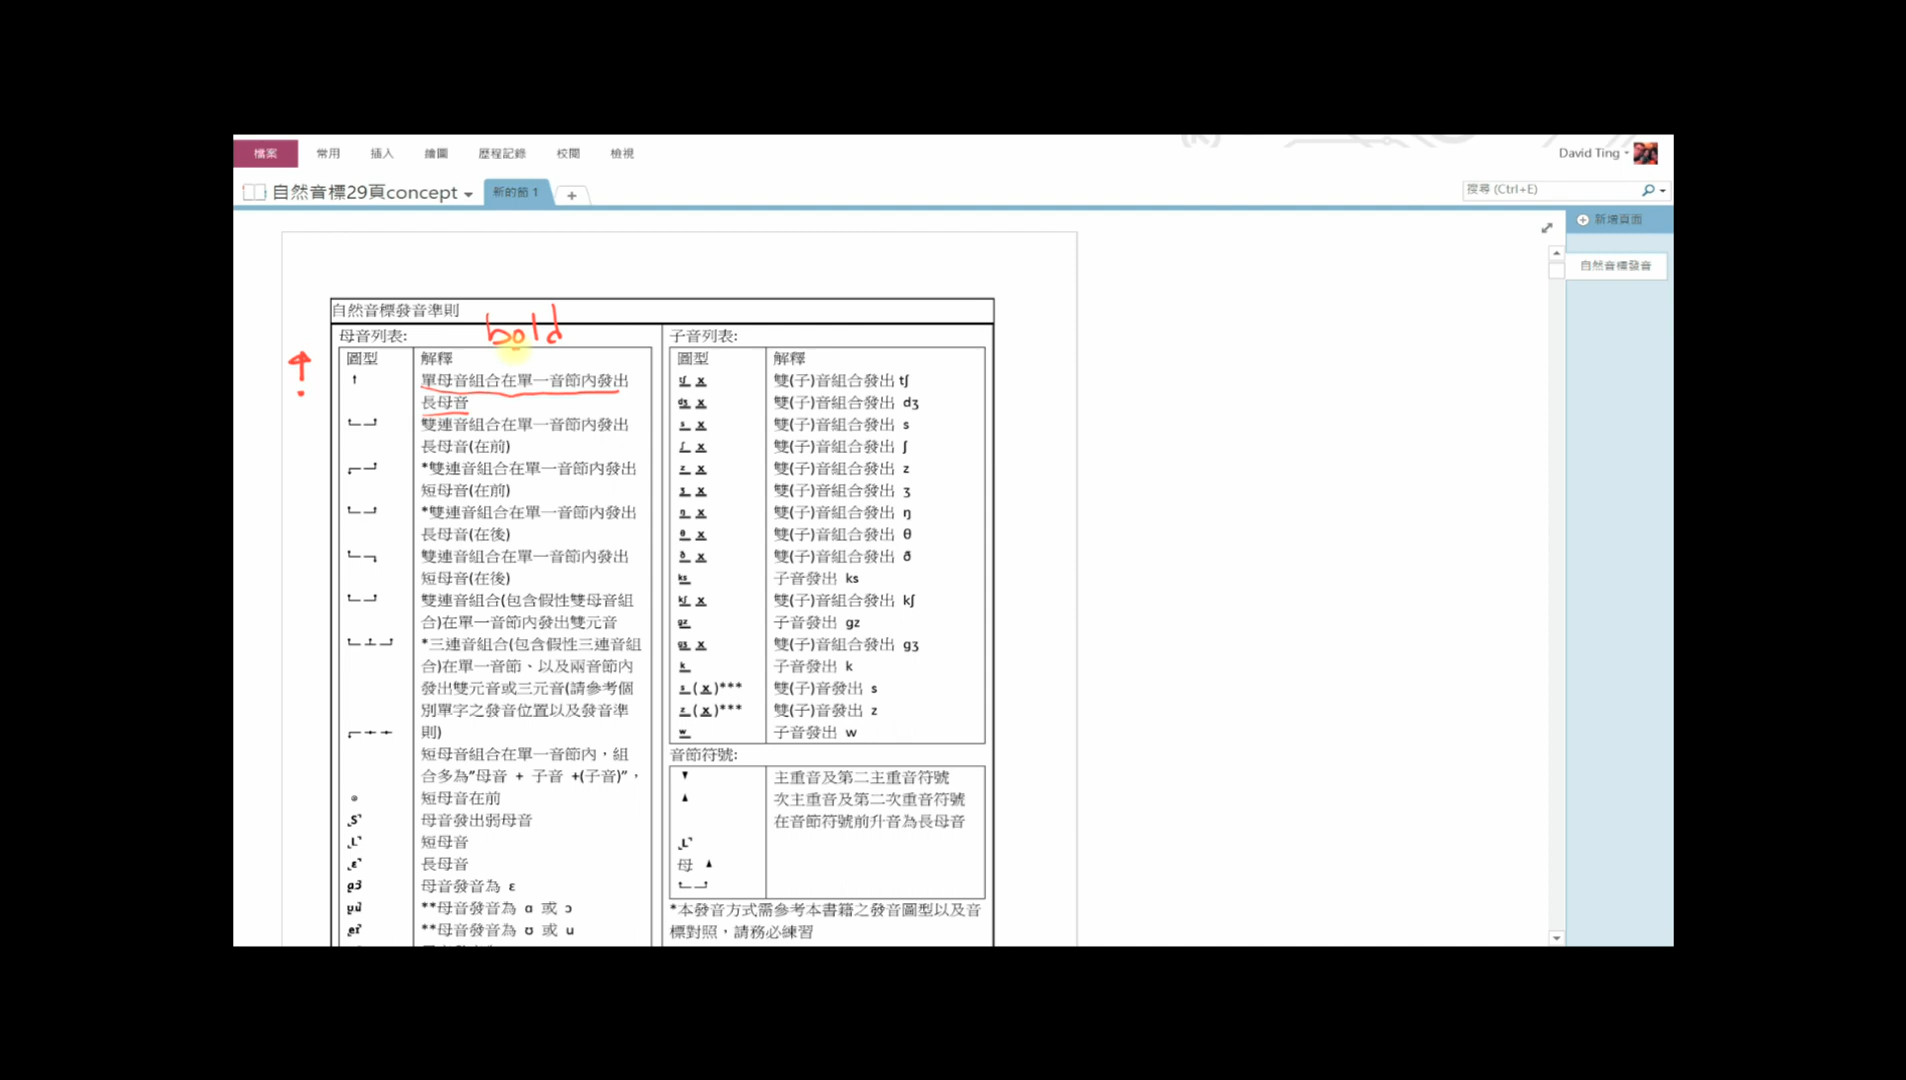 檔案 常用 插入 繪圖 歷程記錄 校閱 檢視 David Ting
自然音標29頁concept 新的節 1 + 搜尋 (Ctrl+E)
新增頁面
自然音標發音
自然音標發音準則
bold
母音列表:
圖型 解釋
單母音組合在單一音節內發出
長母音
雙連音組合在單一音節內發出
長母音(在前)
*雙連音組合在單一音節內發出
短母音(在前)
*雙連音組合在單一音節內發出
長母音(在後)
雙連音組合在單一音節內發出
短母音(在後)
雙連音組合(包含假性雙母音組
合)在單一音節內發出雙元音
*三連音組合(包含假性三連音組
合)在單一音節、以及兩音節內
發出雙元音或三元音(請參考個
別單字之發音位置以及發音準
則)
短母音組合在單一音節內，組
合多為"母音 + 子音 +(子音)"，
短母音在前
母音發出弱母音
短母音
長母音
母音發音為 ε
**母音發音為 ɑ 或 ɔ
**母音發音為 ʊ 或 u
子音列表:
圖型 解釋
tʃ x 雙(子)音組合發出 tʃ
dʒ x 雙(子)音組合發出 dʒ
s x 雙(子)音組合發出 s
ʃ x 雙(子)音組合發出 ʃ
z x 雙(子)音組合發出 z
ʒ x 雙(子)音組合發出 ʒ
ŋ x 雙(子)音組合發出 ŋ
θ x 雙(子)音組合發出 θ
ð x 雙(子)音組合發出 ð
ks 子音發出 ks
kʃ x 雙(子)音組合發出 kʃ
gz 子音發出 gz
gʒ x 雙(子)音組合發出 gʒ
k 子音發出 k
s (x)*** 雙(子)音發出 s
z (x)*** 雙(子)音發出 z
w 子音發出 w
音節符號:
▼ 主重音及第二主重音符號
▲ 次主重音及第二次重音符號
在音節符號前升音為長母音
L
母 ▲
*本發音方式需參考本書籍之發音圖型以及音
標對照，請務必練習